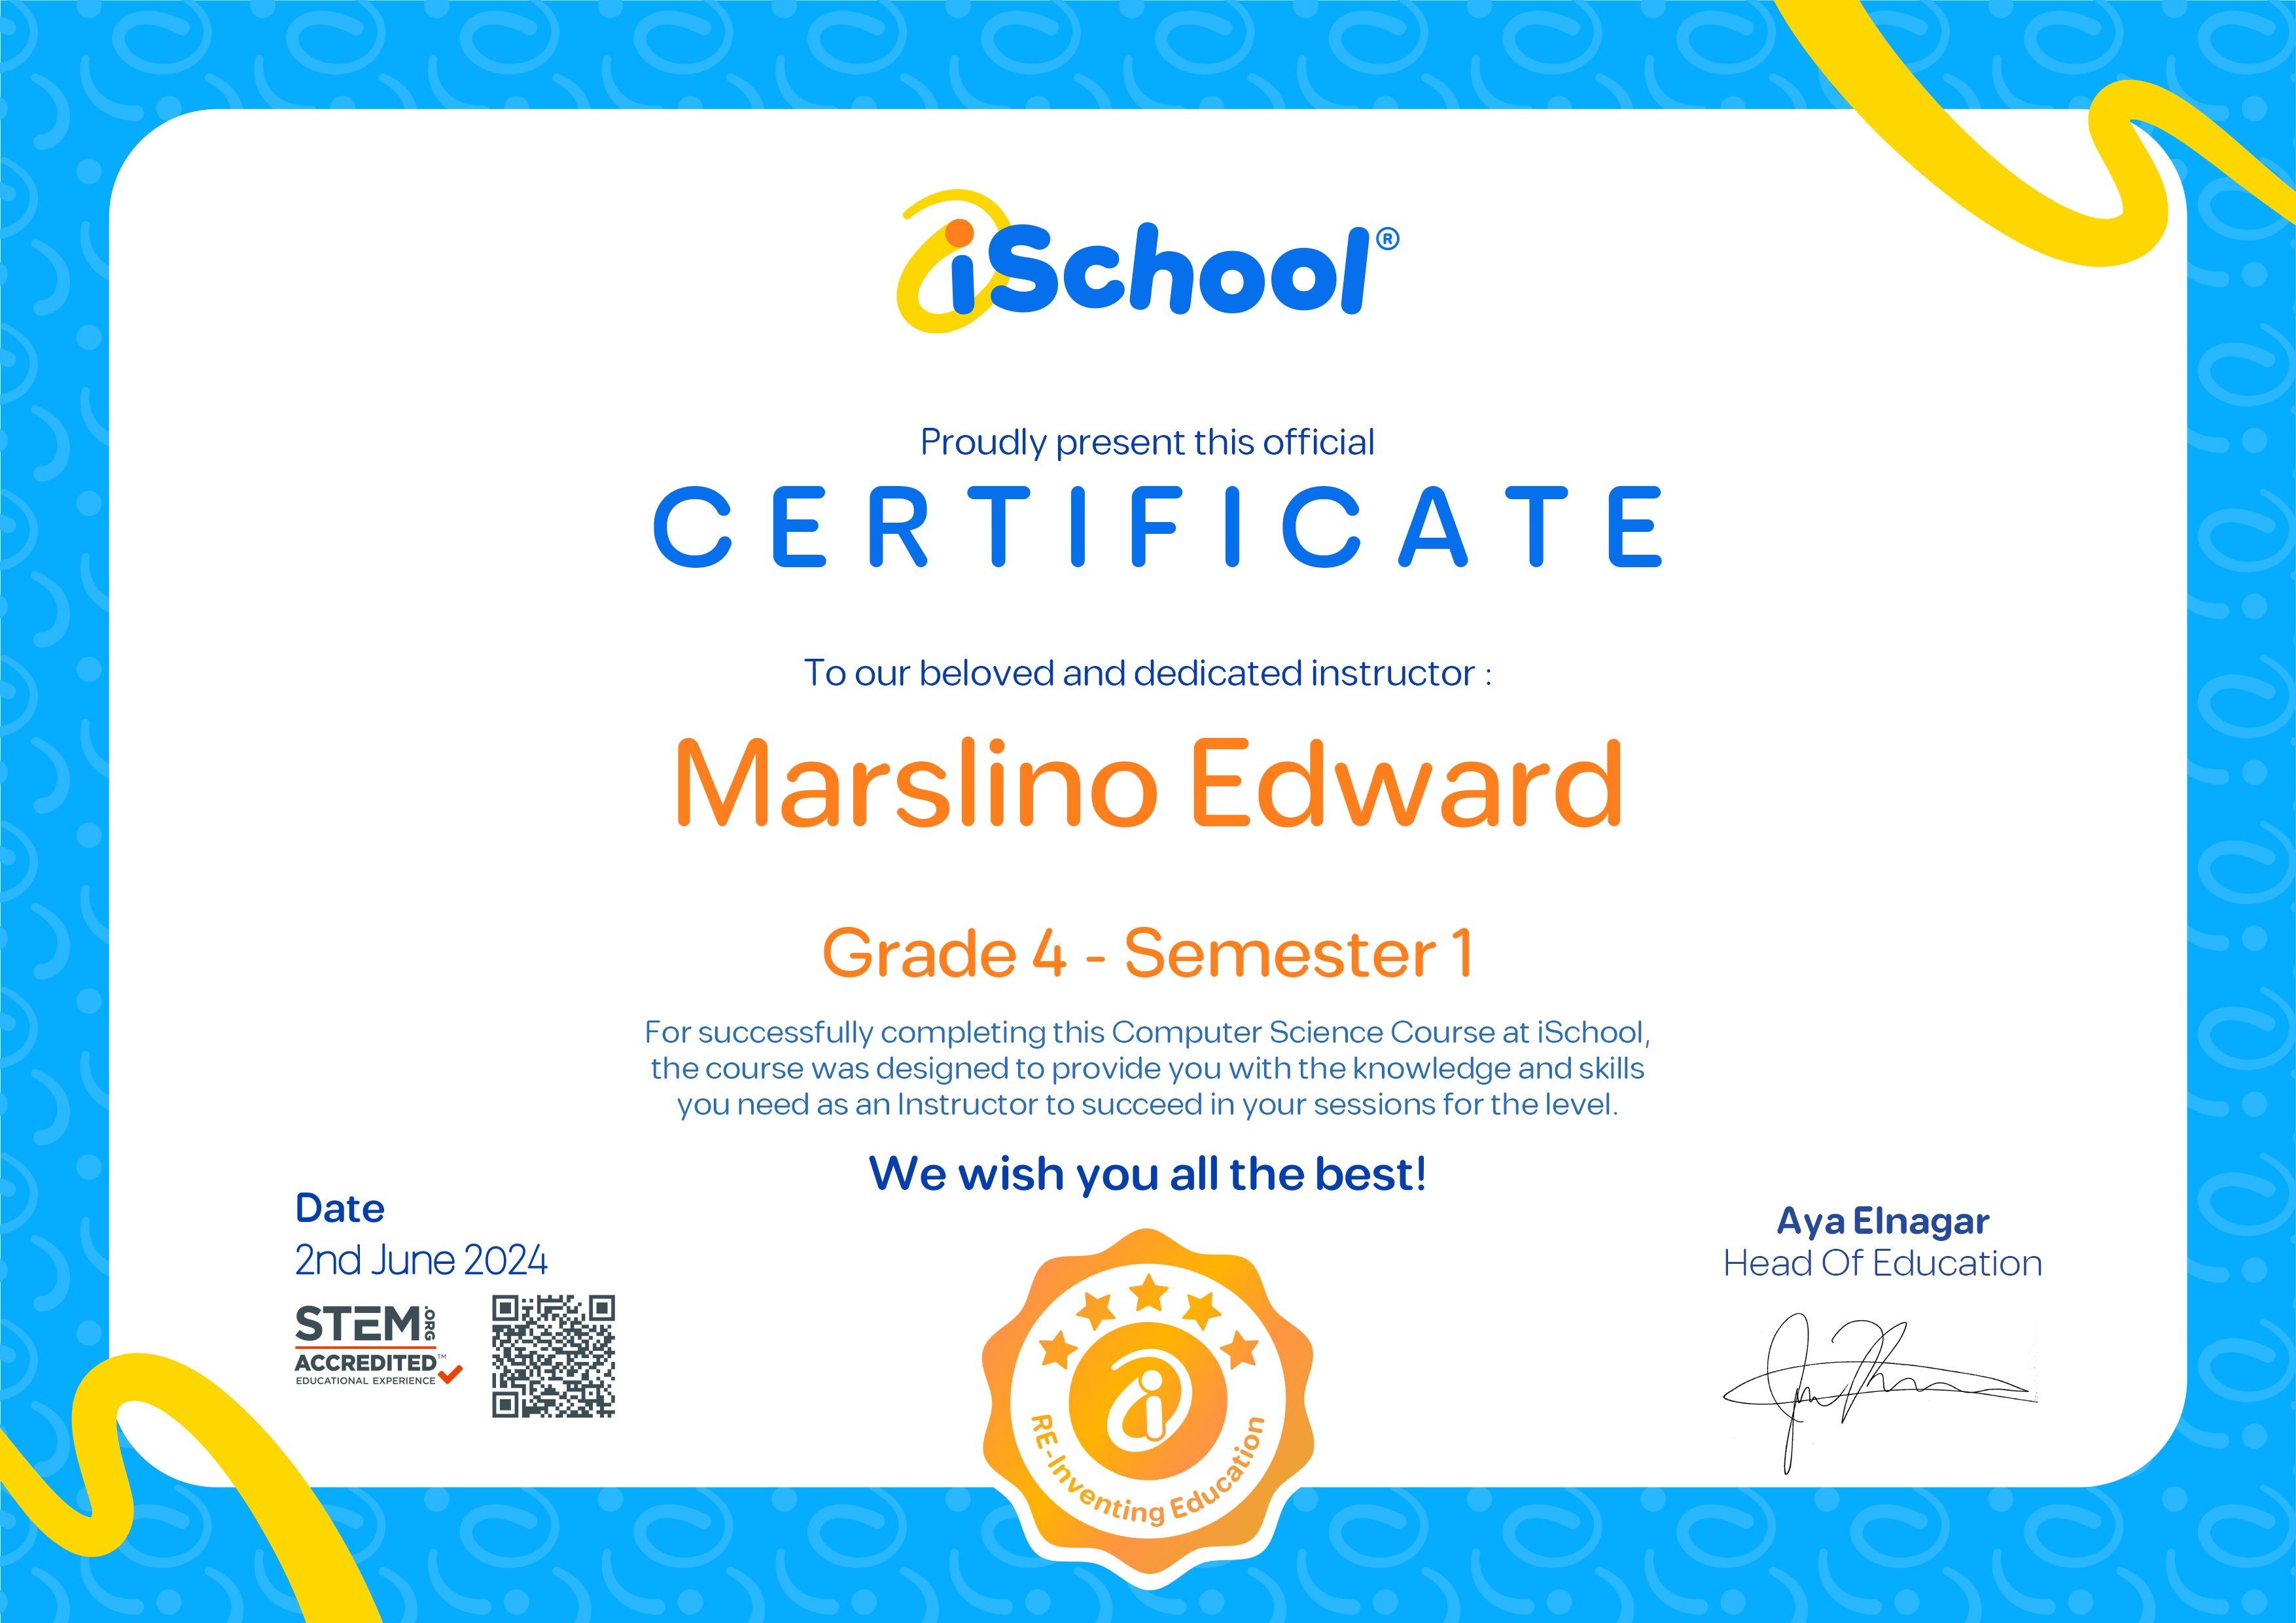 iSchool®
Proudly present this official
CERTIFICATE
To our beloved and dedicated instructor :
Marslino Edward
Grade 4 - Semester 1
For successfully completing this Computer Science Course at iSchool,
the course was designed to provide you with the knowledge and skills
you need as an Instructor to succeed in your sessions for the level.
We wish you all the best!
Date
2nd June 2024
STEM.ORG
ACCREDITED™
EDUCATIONAL EXPERIENCE
i
RE-Inventing Education
Aya Elnagar
Head Of Education